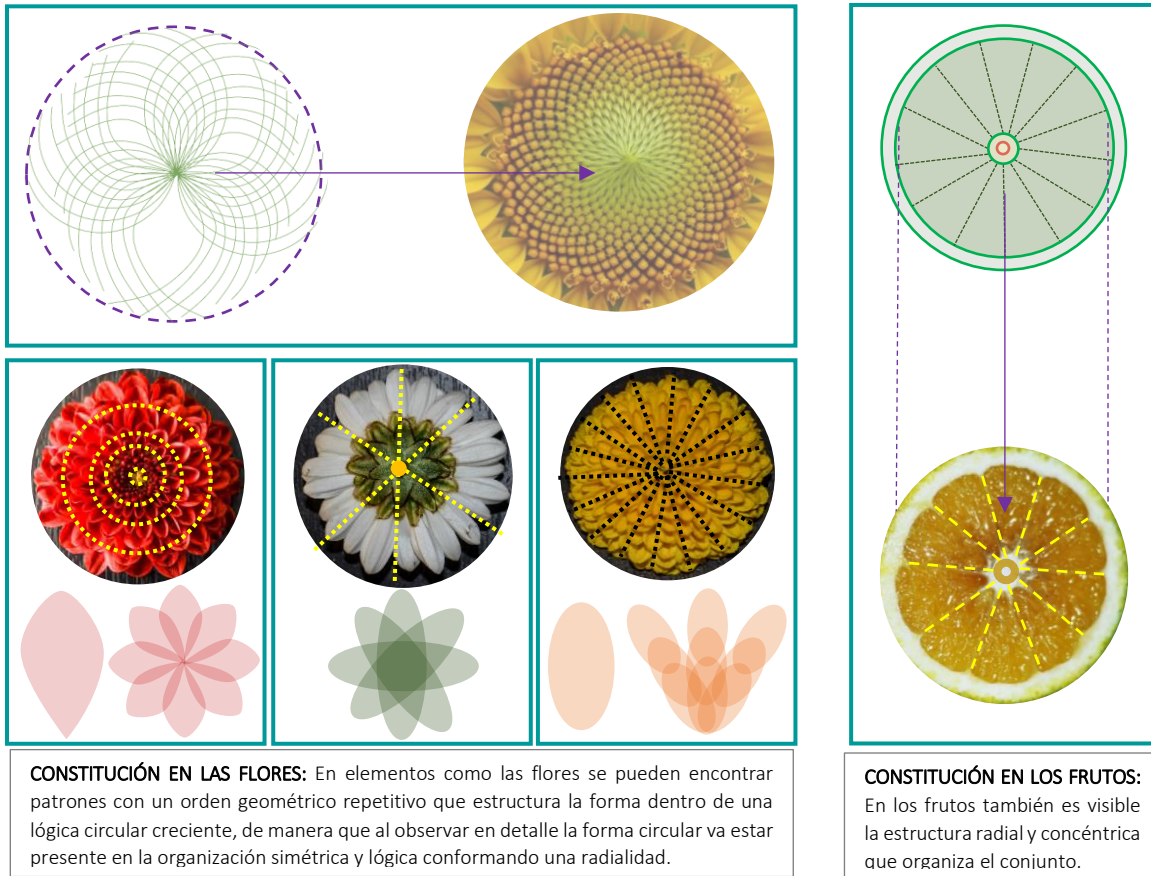 CONSTITUCIÓN EN LAS FLORES: En elementos como las flores se pueden encontrar
patrones con un orden geométrico repetitivo que estructura la forma dentro de una
lógica circular creciente, de manera que al observar en detalle la forma circular va estar
presente en la organización simétrica y lógica conformando una radialidad.
CONSTITUCIÓN EN LOS FRUTOS:
En los frutos también es visible
la estructura radial y concéntrica
que organiza el conjunto.